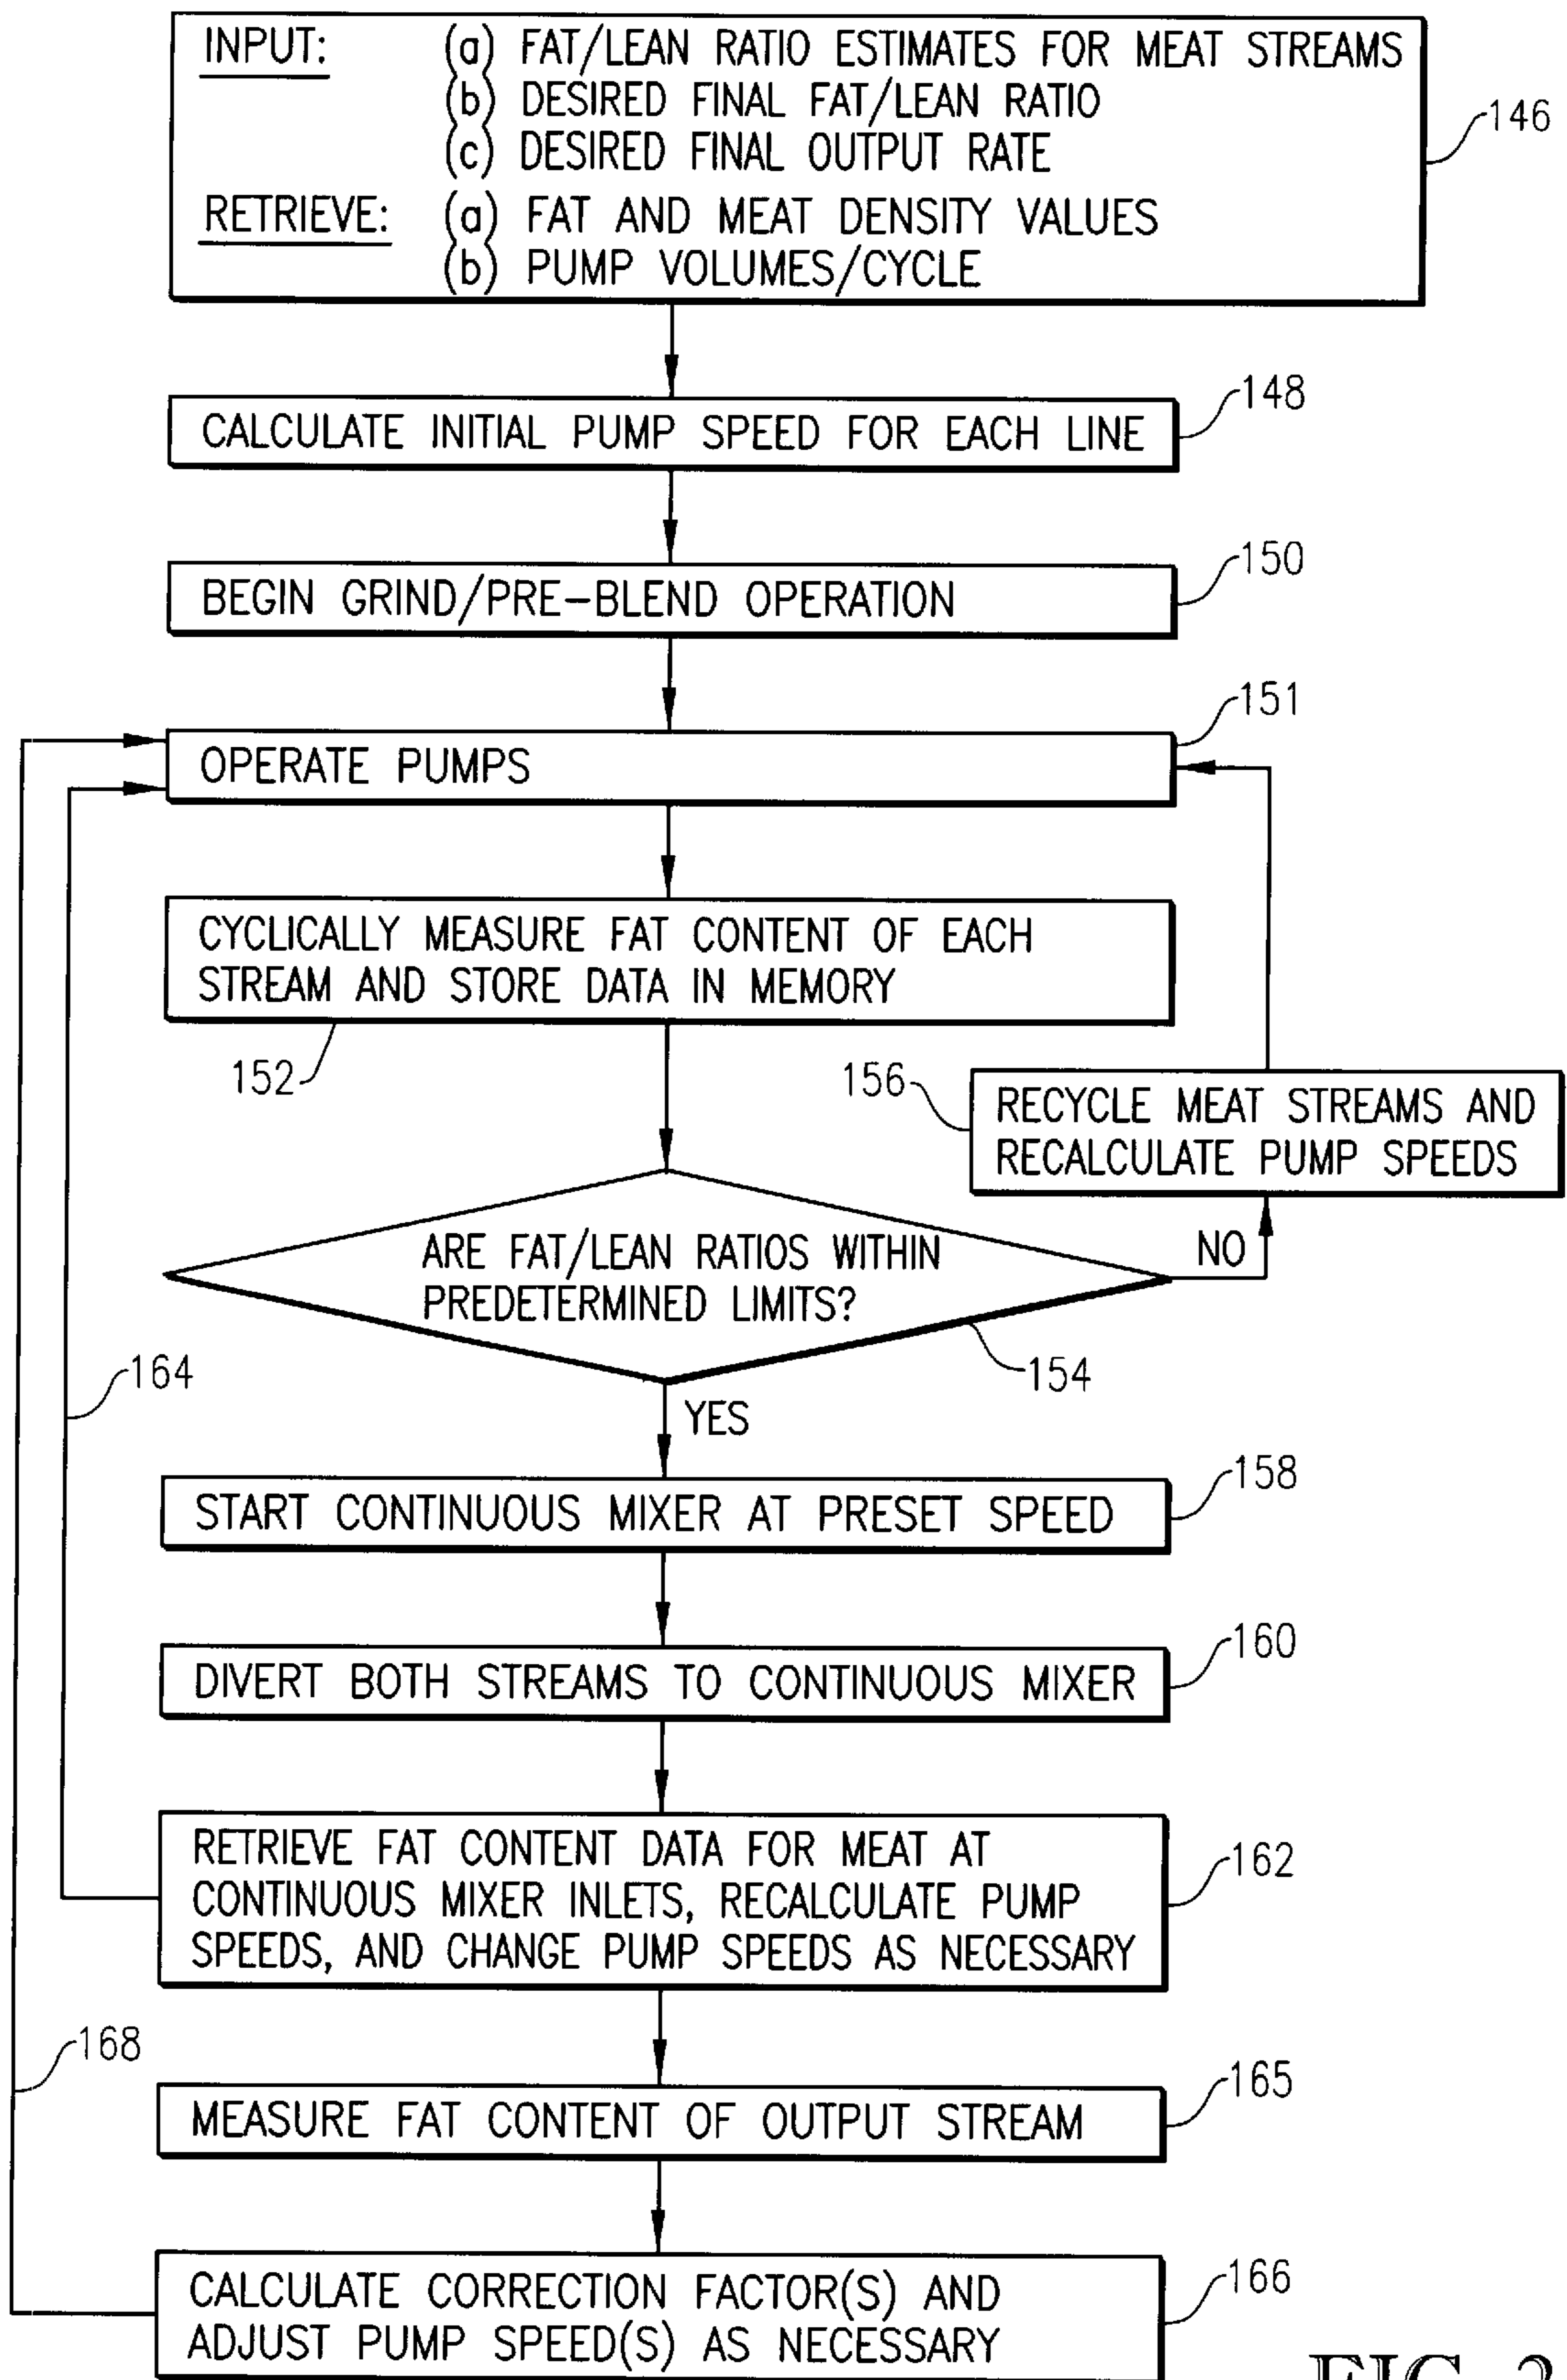 INPUT: (a) FAT/LEAN RATIO ESTIMATES FOR MEAT STREAMS
(b) DESIRED FINAL FAT/LEAN RATIO
(c) DESIRED FINAL OUTPUT RATE
146
RETRIEVE: (a) FAT AND MEAT DENSITY VALUES
(b) PUMP VOLUMES/CYCLE
148
CALCULATE INITIAL PUMP SPEED FOR EACH LINE
150
BEGIN GRIND/PRE-BLEND OPERATION
151
OPERATE PUMPS
CYCLICALLY MEASURE FAT CONTENT OF EACH
STREAM AND STORE DATA IN MEMORY
152
156
RECYCLE MEAT STREAMS AND
RECALCULATE PUMP SPEEDS
ARE FAT/LEAN RATIOS WITHIN
PREDETERMINED LIMITS?
NO
154
164
YES
158
START CONTINUOUS MIXER AT PRESET SPEED
160
DIVERT BOTH STREAMS TO CONTINUOUS MIXER
RETRIEVE FAT CONTENT DATA FOR MEAT AT
CONTINUOUS MIXER INLETS, RECALCULATE PUMP
SPEEDS, AND CHANGE PUMP SPEEDS AS NECESSARY
162
168
165
MEASURE FAT CONTENT OF OUTPUT STREAM
166
CALCULATE CORRECTION FACTOR(S) AND
ADJUST PUMP SPEED(S) AS NECESSARY